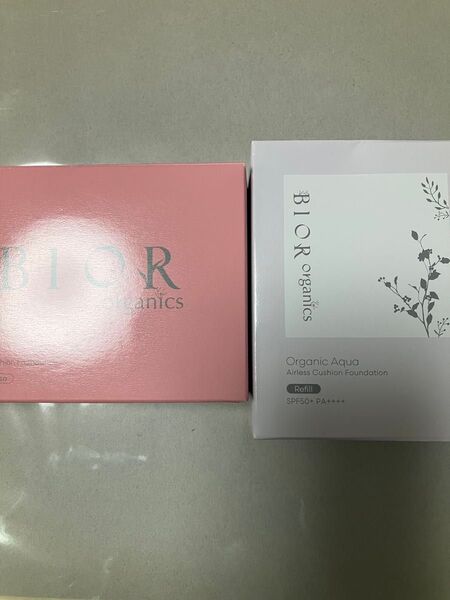 BIOR
organics
BIOR
organics
Organic Aqua
Airless Cushion Foundation
Refill
SPF50+ PA++++